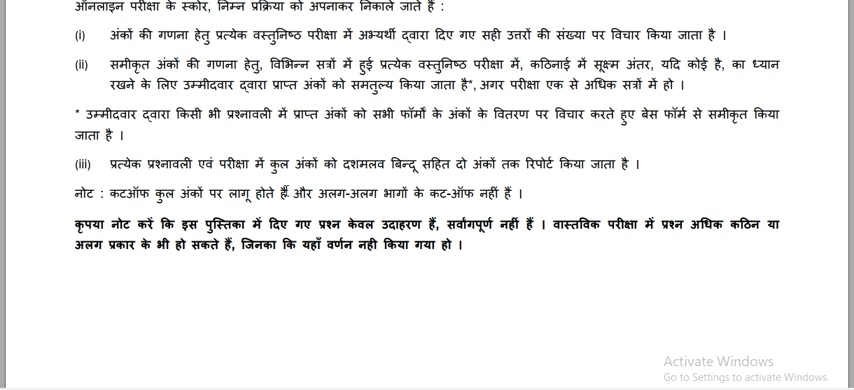 ऑनलाइन परीक्षा के स्कोर, निम्न प्रक्रिया को अपनाकर निकाले जाते हैं :
(i) अंकों की गणना हेतु प्रत्येक वस्तुनिष्ठ परीक्षा में अभ्यर्थी द्वारा दिए गए सही उत्तरों की संख्या पर विचार किया जाता है ।
(ii) समीकृत अंकों की गणना हेतु, विभिन्न सत्रों में हुई प्रत्येक वस्तुनिष्ठ परीक्षा में, कठिनाई में सूक्ष्म अंतर, यदि कोई है, का ध्यान
रखने के लिए उम्मीदवार द्वारा प्राप्त अंकों को समतुल्य किया जाता है*, अगर परीक्षा एक से अधिक सत्रों में हो ।
* उम्मीदवार द्वारा किसी भी प्रश्नावली में प्राप्त अंकों को सभी फॉर्मों के अंकों के वितरण पर विचार करते हुए बेस फॉर्म से समीकृत किया
जाता है ।
(iii) प्रत्येक प्रश्नावली एवं परीक्षा में कुल अंकों को दशमलव बिन्दू सहित दो अंकों तक रिपोर्ट किया जाता है ।
नोट : कटऑफ कुल अंकों पर लागू होते हैं और अलग-अलग भागों के कट-ऑफ नहीं हैं ।
कृपया नोट करें कि इस पुस्तिका में दिए गए प्रश्न केवल उदाहरण हैं, सर्वांगपूर्ण नहीं हैं । वास्तविक परीक्षा में प्रश्न अधिक कठिन या
अलग प्रकार के भी हो सकते हैं, जिनका कि यहाँ वर्णन नही किया गया हो ।
Activate Windows
Go to Settings to activate Windows.